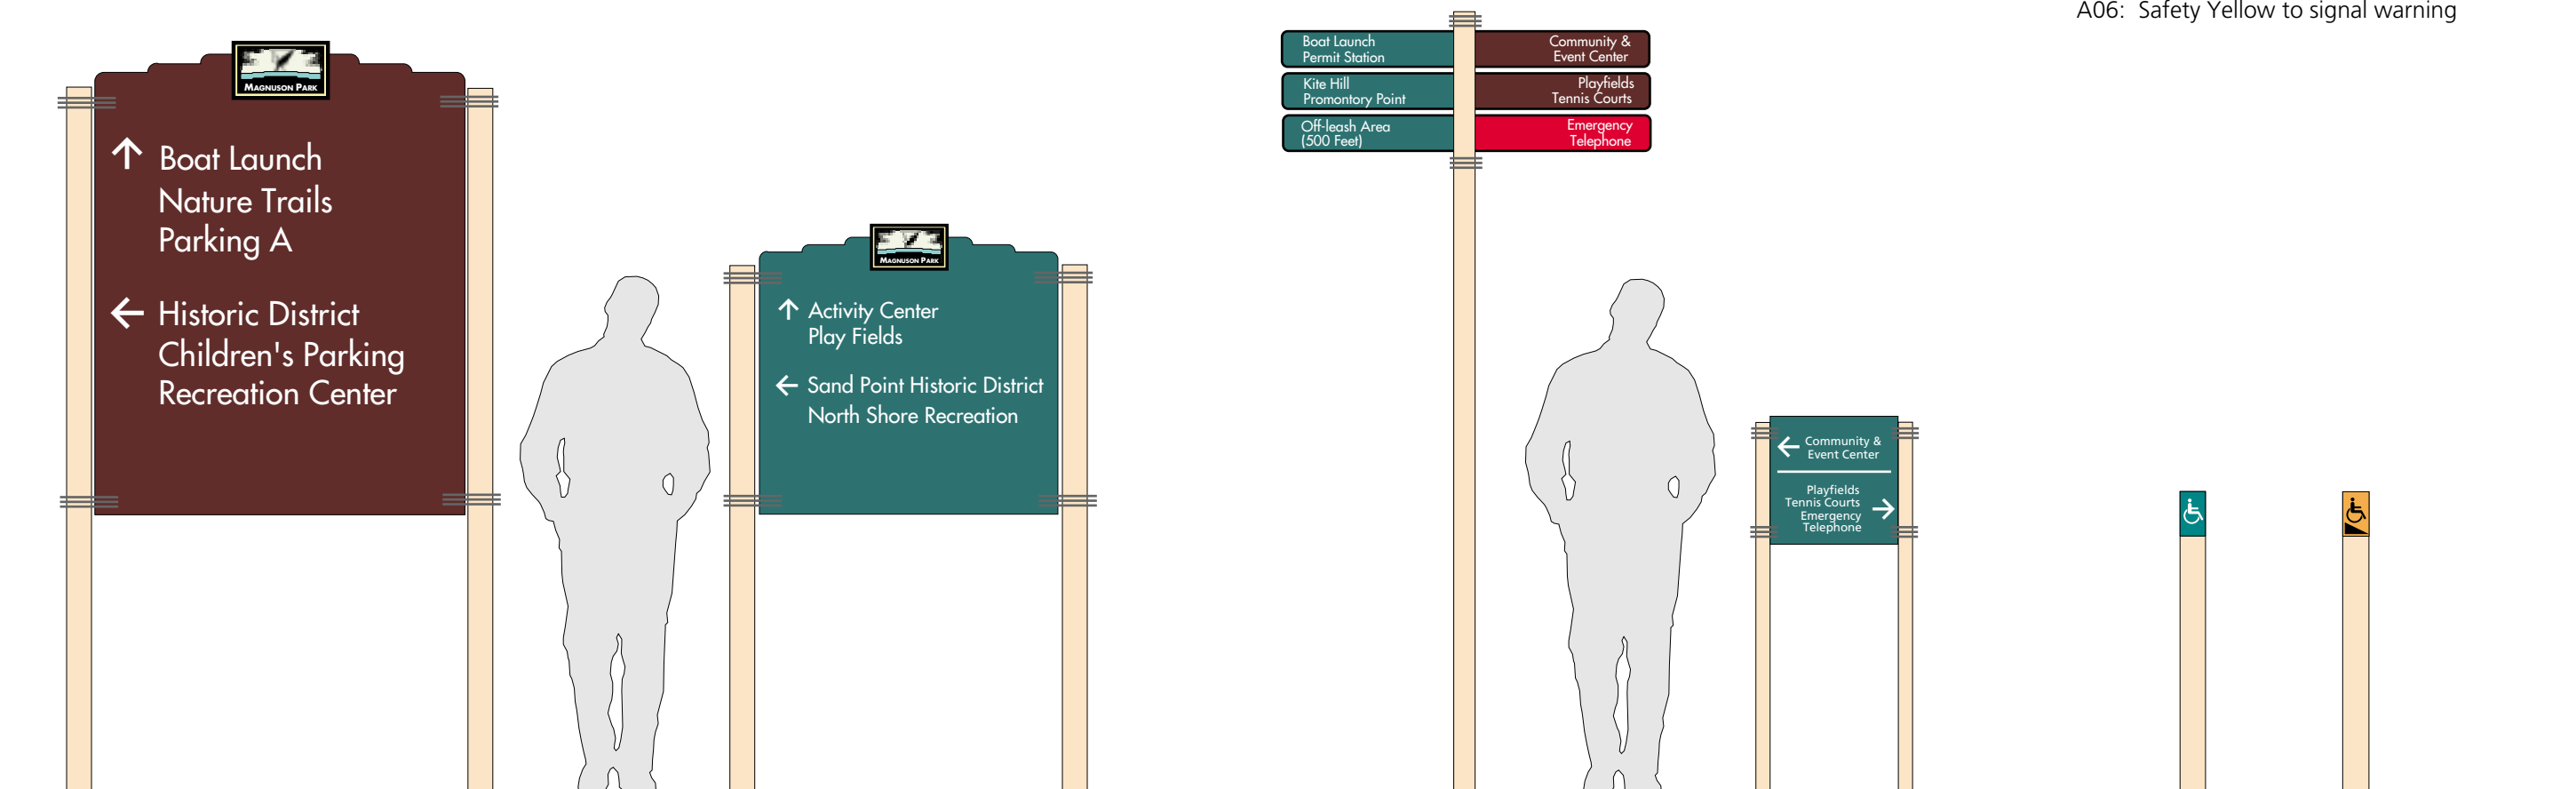 A06: Safety Yellow to signal warning
MAGNUSON PARK
↑ Boat Launch
Nature Trails
Parking A
← Historic District
Children's Parking
Recreation Center
MAGNUSON PARK
↑ Activity Center
Play Fields
← Sand Point Historic District
North Shore Recreation
Boat Launch
Permit Station
Kite Hill
Promontory Point
Off-leash Area
(500 Feet)
Community &
Event Center
Playfields
Tennis Courts
Emergency
Telephone
← Community &
Event Center
Playfields
Tennis Courts
Emergency →
Telephone